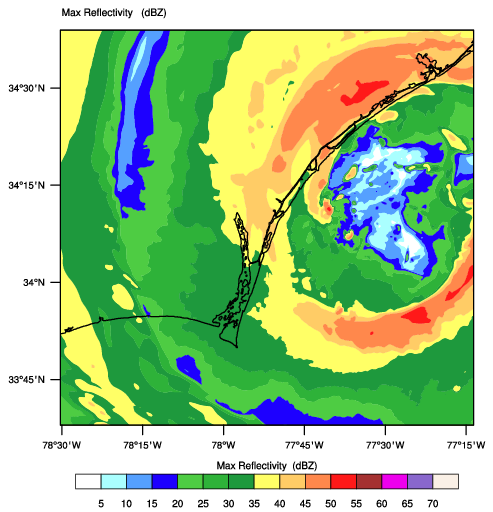 Max Reflectivity (dBZ)
34°30'N
34°15'N
34°N
33°45'N
78°30'W 78°15'W 78°W 77°45'W 77°30'W 77°15'W
Max Reflectivity (dBZ)
5 10 15 20 25 30 35 40 45 50 55 60 65 70